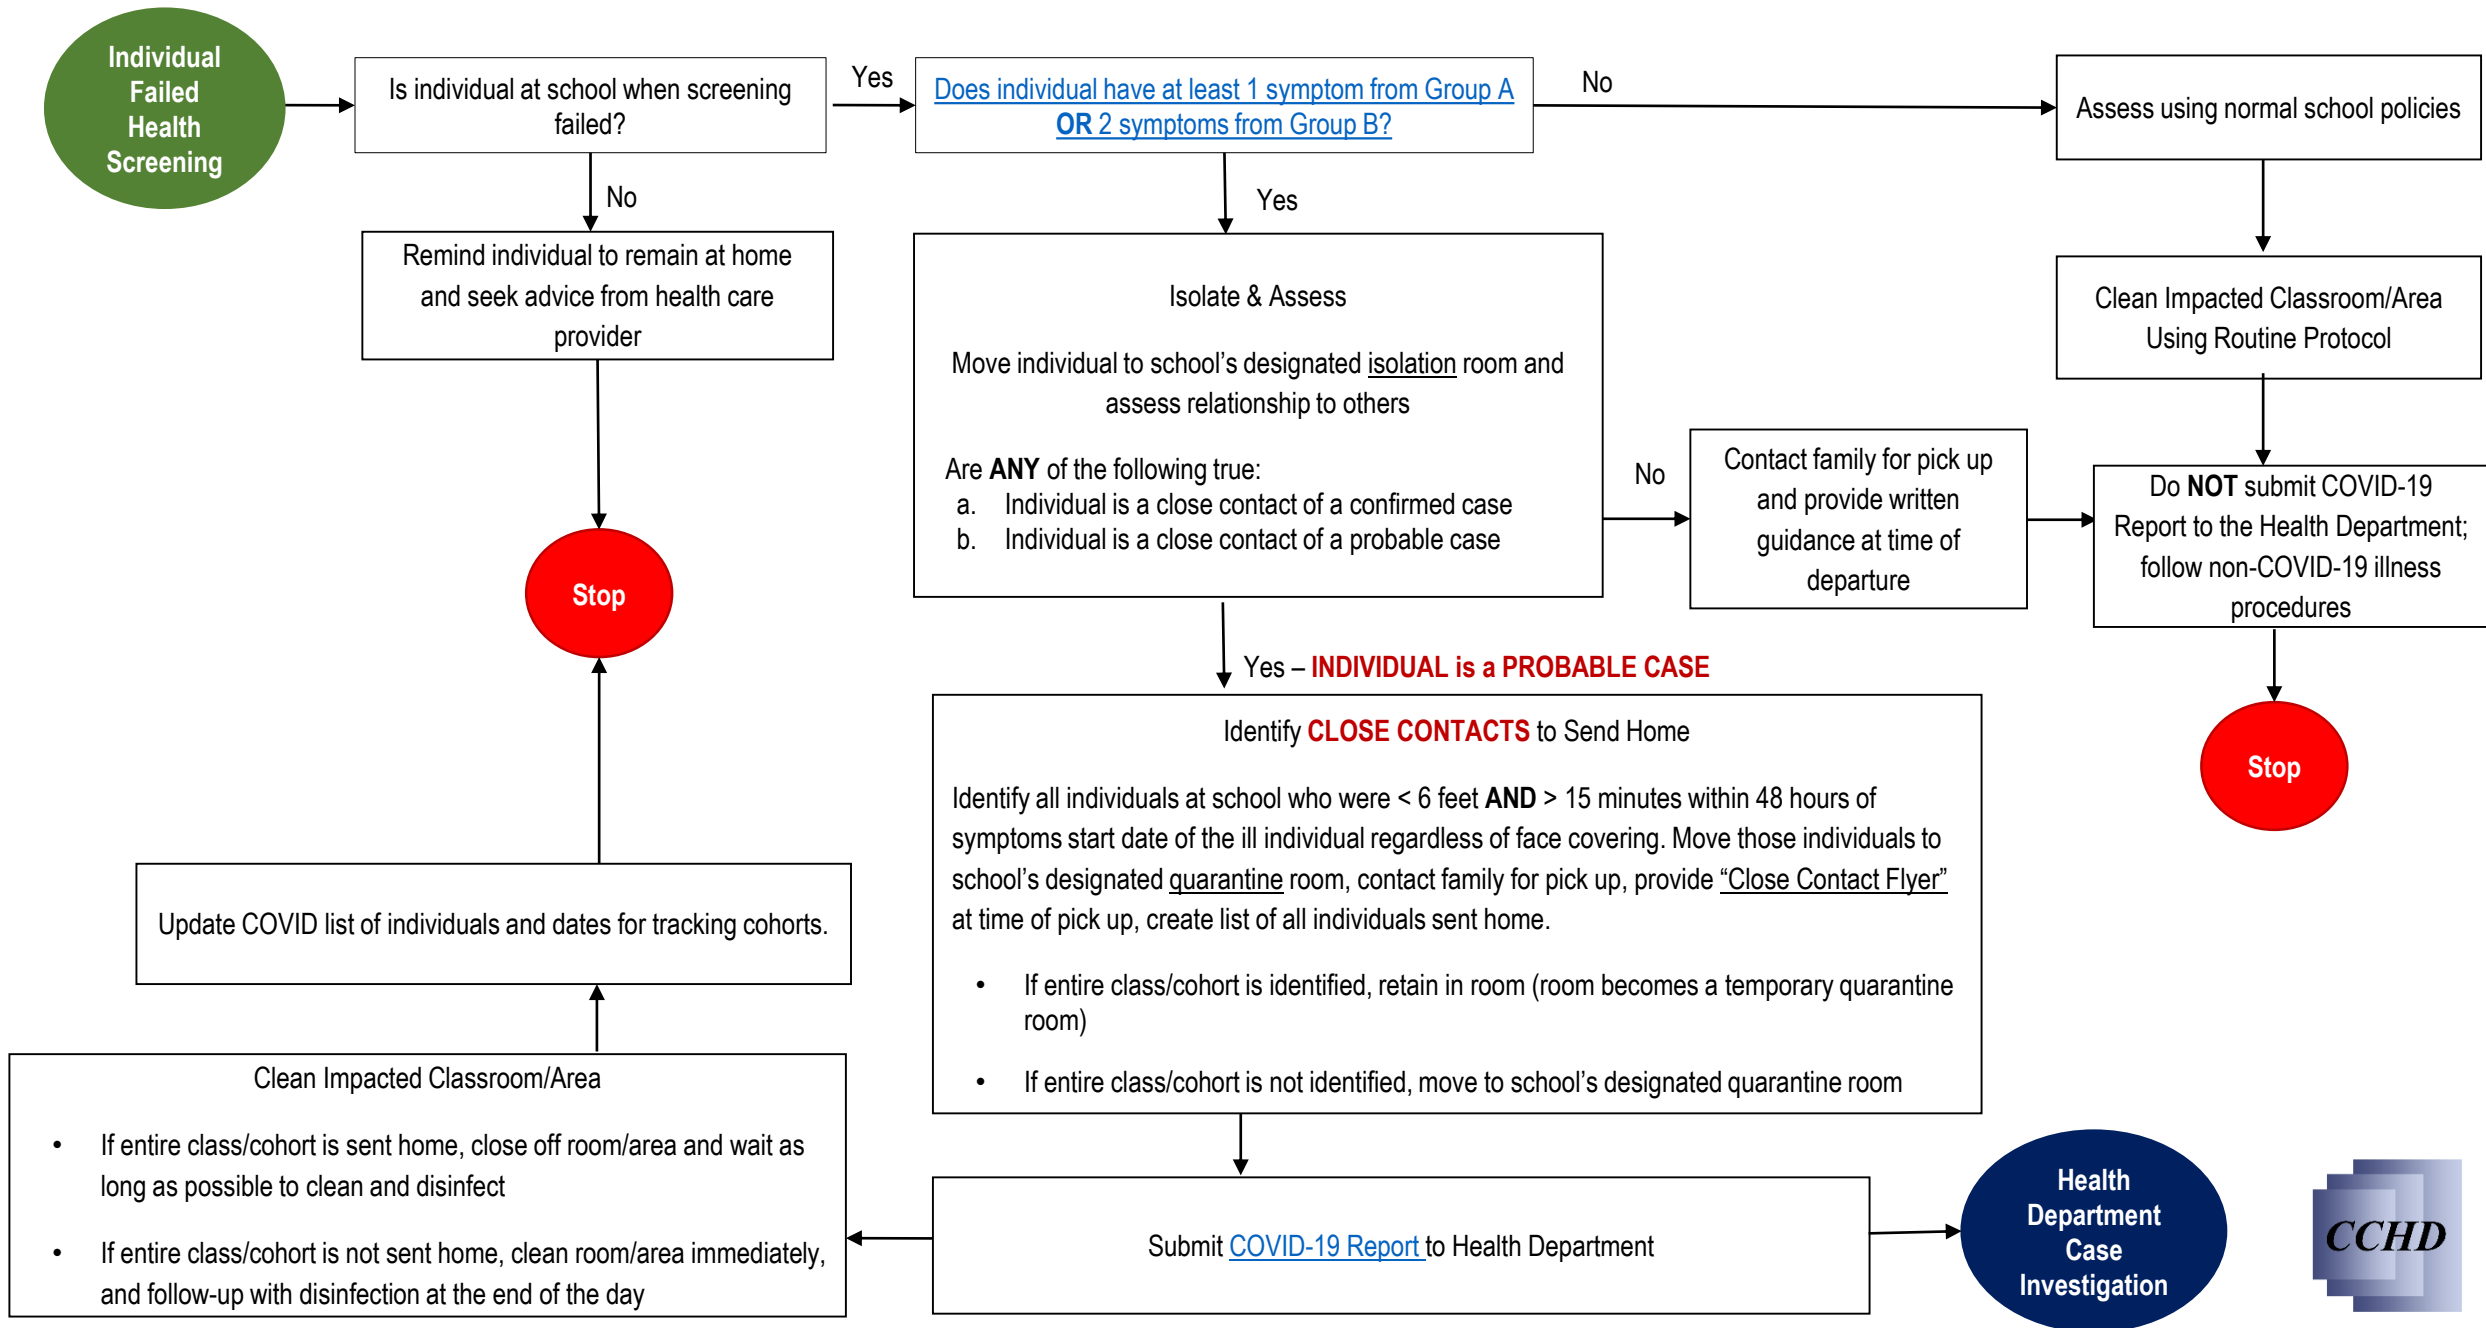 Individual
Failed
Health
Screening
Is individual at school when screening
failed?
Yes
Does individual have at least 1 symptom from Group A
OR 2 symptoms from Group B?
No
Assess using normal school policies
No
Yes
Remind individual to remain at home
and seek advice from health care
provider
Isolate & Assess
Move individual to school’s designated isolation room and
assess relationship to others
Are ANY of the following true:
a. Individual is a close contact of a confirmed case
b. Individual is a close contact of a probable case
Clean Impacted Classroom/Area
Using Routine Protocol
No
Contact family for pick up
and provide written
guidance at time of
departure
Do NOT submit COVID-19
Report to the Health Department;
follow non-COVID-19 illness
procedures
Stop
Yes – INDIVIDUAL is a PROBABLE CASE
Stop
Identify CLOSE CONTACTS to Send Home
Identify all individuals at school who were < 6 feet AND > 15 minutes within 48 hours of
symptoms start date of the ill individual regardless of face covering. Move those individuals to
school’s designated quarantine room, contact family for pick up, provide “Close Contact Flyer”
at time of pick up, create list of all individuals sent home.
• If entire class/cohort is identified, retain in room (room becomes a temporary quarantine
room)
• If entire class/cohort is not identified, move to school’s designated quarantine room
Update COVID list of individuals and dates for tracking cohorts.
Clean Impacted Classroom/Area
• If entire class/cohort is sent home, close off room/area and wait as
long as possible to clean and disinfect
• If entire class/cohort is not sent home, clean room/area immediately,
and follow-up with disinfection at the end of the day
Submit COVID-19 Report to Health Department
Health
Department
Case
Investigation
CCHD